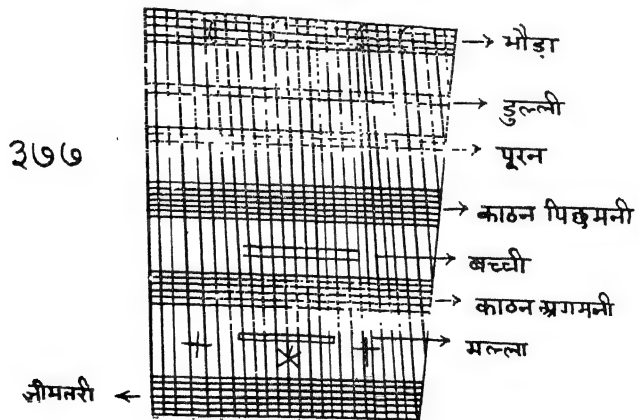 मौड़ा
डुल्ली
३७७
पूरन
काठन पिछमनी
बच्ची
काठन अगमनी
मल्ला
जीमतरी